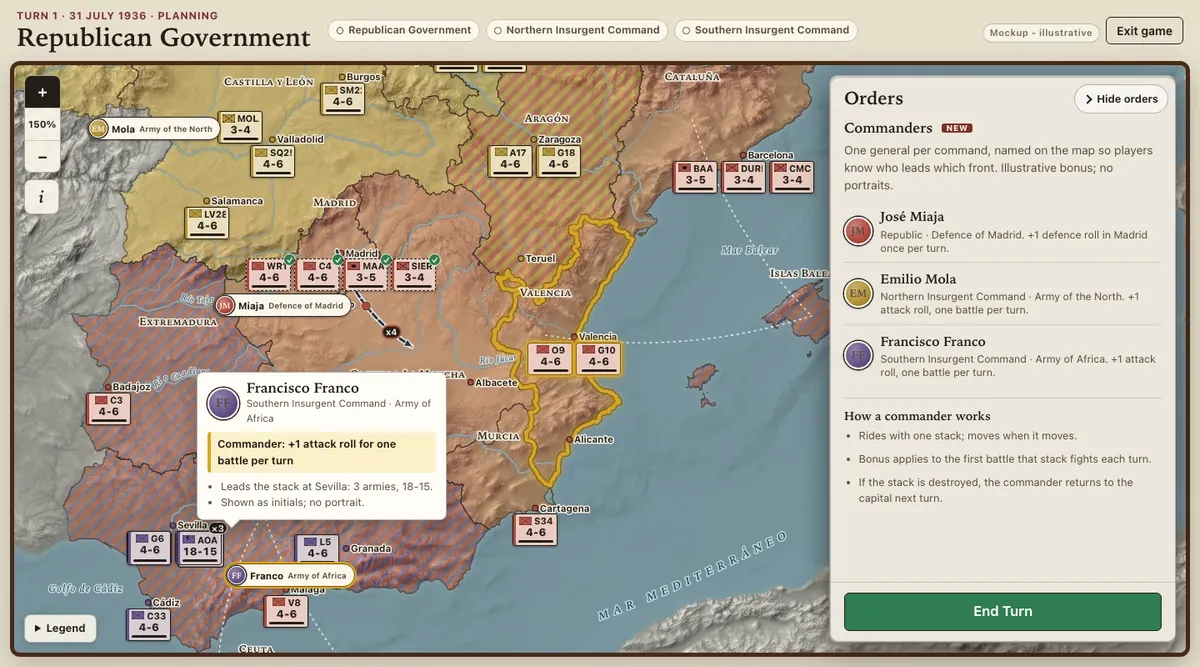 TURN 1 · 31 JULY 1936 · PLANNING
Republican Government
Republican Government
Northern Insurgent Command
Southern Insurgent Command
Mockup - illustrative
Exit game
+
150%
−
i
CASTILLA Y LEÓN
Burgos
SM2
4-6
EM Mola Army of the North
MOL
3-4
Valladolid
SQ2
4-6
Salamanca
LV28
4-6
MADRID
ARAGÓN
Zaragoza
A17
4-6
G18
4-6
CATALUÑA
Barcelona
BAA
3-5
DUR
3-4
CMC
3-4
Mar Balear
ISLAS BALE
Teruel
Madrid
WR1
4-6
C4
4-6
MAA
3-5
SIER
3-4
JM Miaja Defence of Madrid
x4
Río Tajo
EXTREMADURA
VALENCIA
Valencia
O9
4-6
G10
4-6
Río Júcar
Albacete
Badajoz
C3
4-6
MURCIA
Alicante
Cartagena
S34
4-6
FF
Francisco Franco
Southern Insurgent Command · Army of
Africa
Commander: +1 attack roll for one
battle per turn
• Leads the stack at Sevilla: 3 armies, 18-15.
• Shown as initials; no portrait.
Sevilla
x3
G6
4-6
AOA
18-15
L5
4-6
Granada
FF Franco Army of Africa
Málaga
V8
4-6
Golfo de Cádiz
Cádiz
C33
4-6
CEUTA
MAR MEDITERRÁNEO
Legend
Orders
Hide orders
Commanders NEW
One general per command, named on the map so players
know who leads which front. Illustrative bonus; no
portraits.
JM
José Miaja
Republic · Defence of Madrid. +1 defence roll in Madrid
once per turn.
EM
Emilio Mola
Northern Insurgent Command · Army of the North. +1
attack roll, one battle per turn.
FF
Francisco Franco
Southern Insurgent Command · Army of Africa. +1 attack
roll, one battle per turn.
How a commander works
• Rides with one stack; moves when it moves.
• Bonus applies to the first battle that stack fights each turn.
• If the stack is destroyed, the commander returns to the
capital next turn.
End Turn